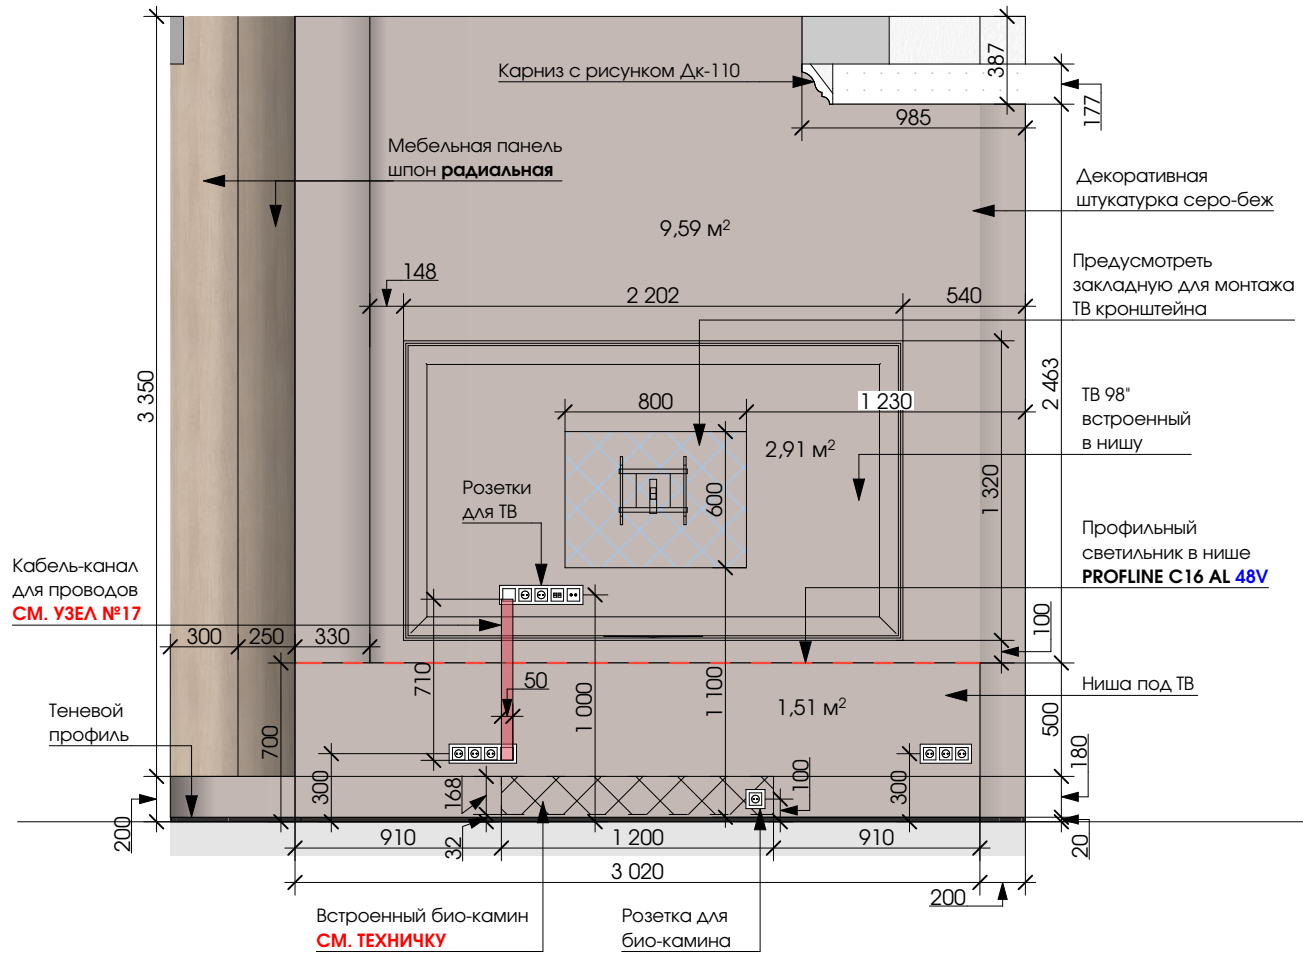 387
Карниз с рисунком Дк-110
177
985
Мебельная панель
шпон радиальная
Декоративная
штукатурка серо-беж
9,59 м²
Предусмотреть
закладную для монтажа
ТВ кронштейна
148
2 202
540
3 350
2 463
800
1 230
ТВ 98"
встроенный
в нишу
2,91 м²
Розетки
для ТВ
600
1 320
Профильный
светильник в нише
PROFLINE C16 AL 48V
Кабель-канал
для проводов
СМ. УЗЕЛ №17
300
250
330
100
710
50
1 000
1 100
1,51 м²
Ниша под ТВ
Теневой
профиль
700
500
300
168
100
300
180
200
910
32
1 200
910
20
3 020
200
Встроенный био-камин
СМ. ТЕХНИЧКУ
Розетка для
био-камина